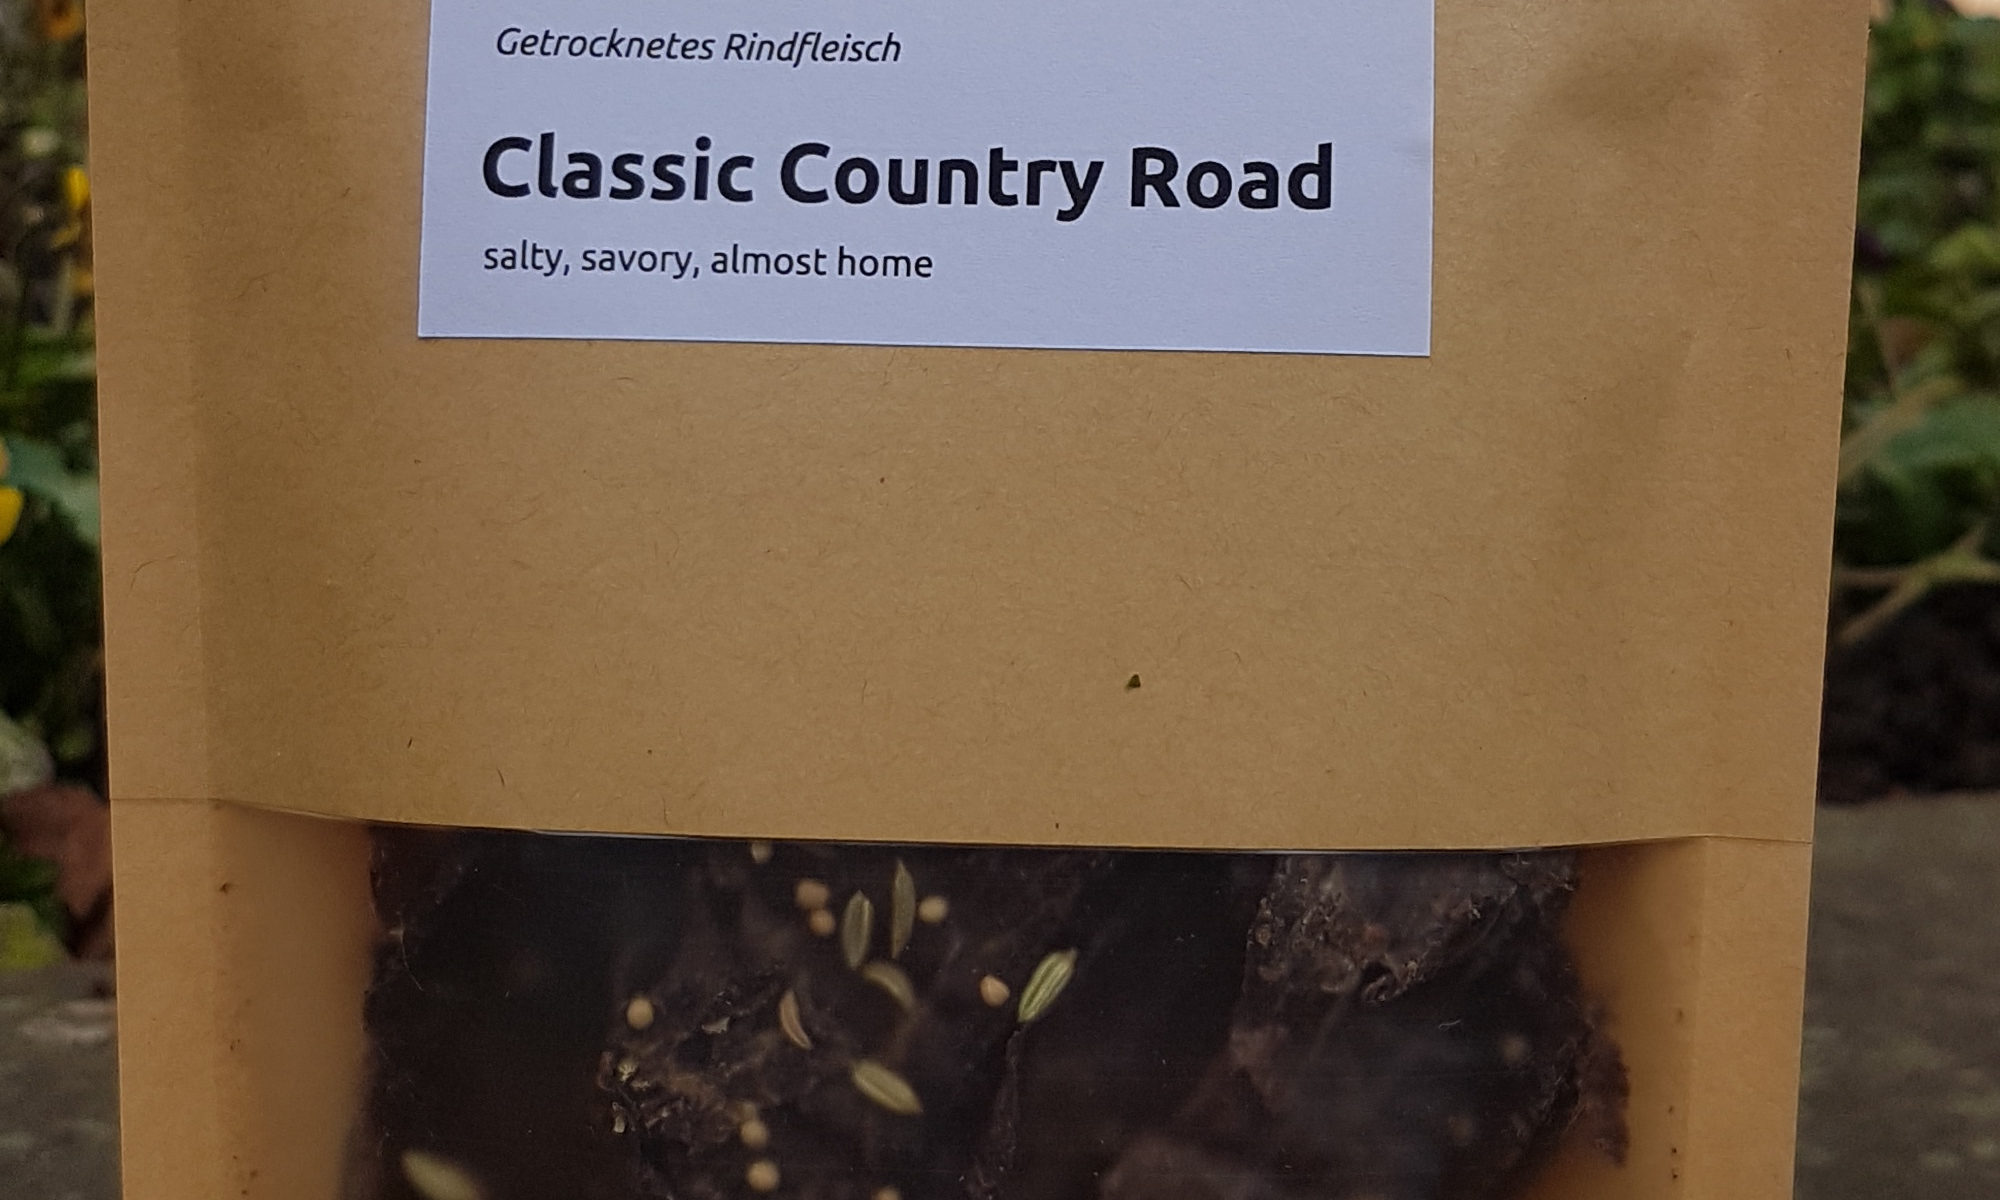 Getrocknetes Rindfleisch
Classic Country Road
salty, savory, almost home